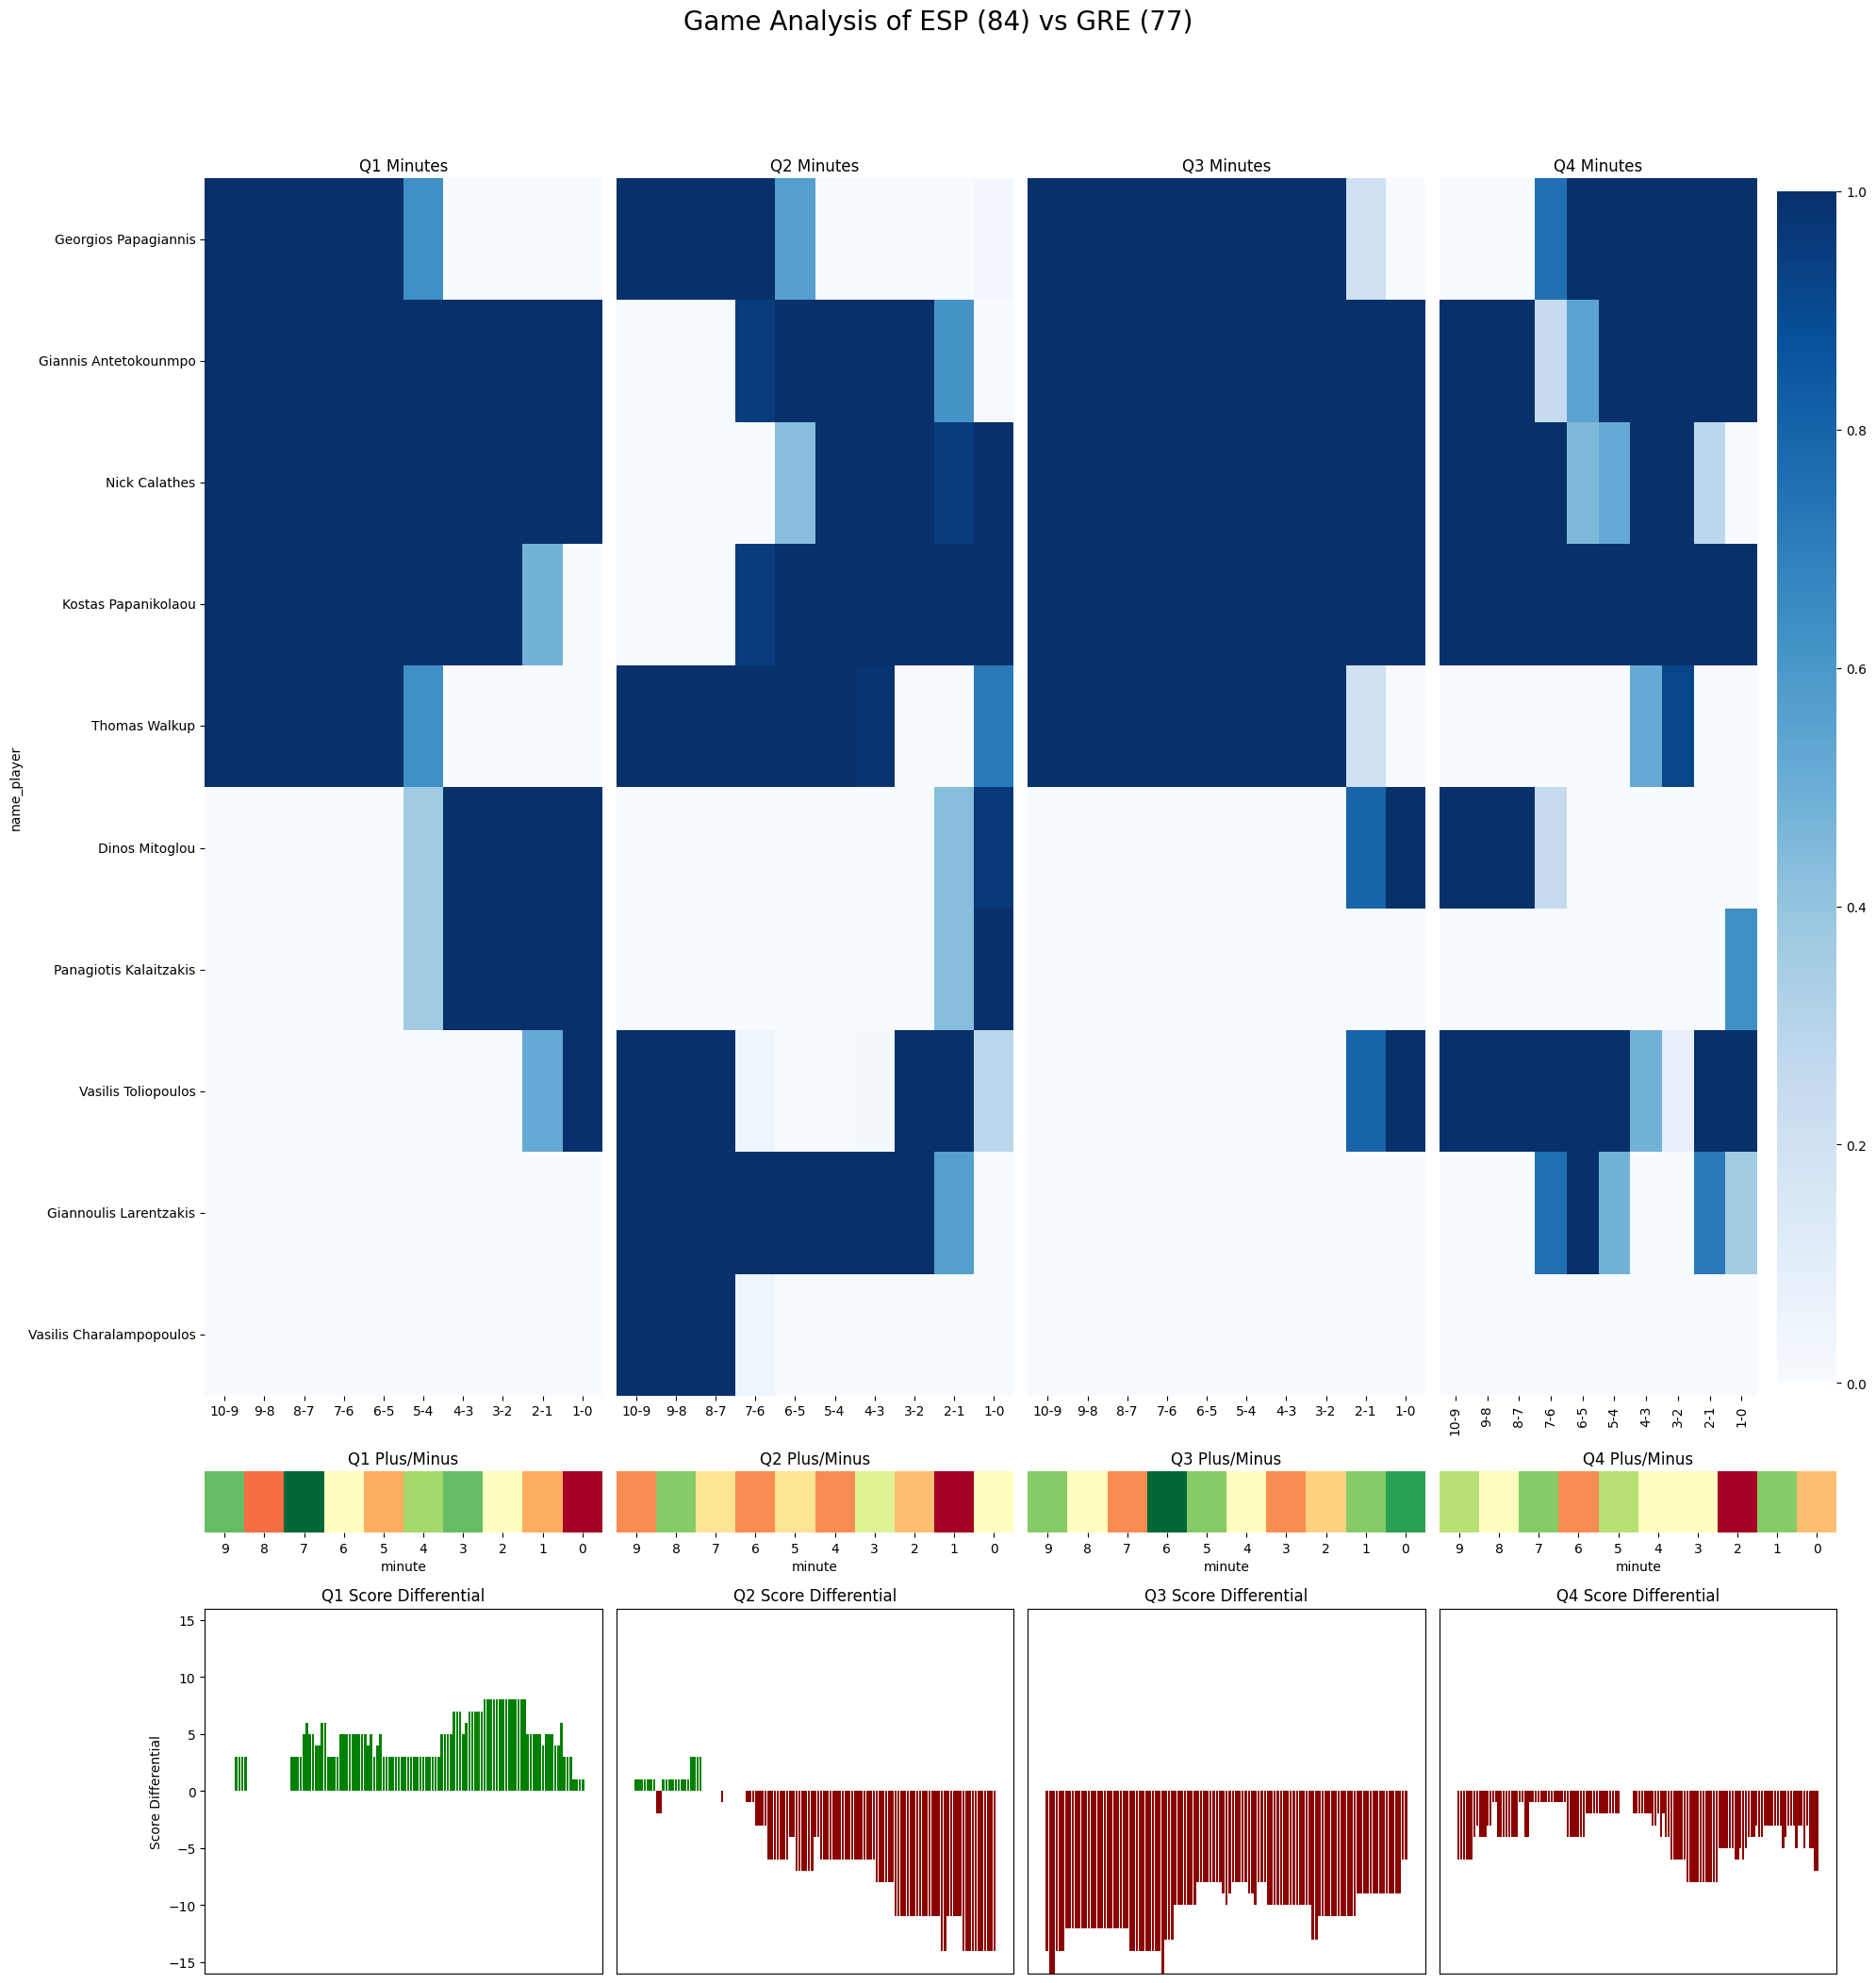 Game Analysis of ESP (84) vs GRE (77)
Q1 Minutes
Q2 Minutes
Q3 Minutes
Q4 Minutes
name_player
Georgios Papagiannis
Giannis Antetokounmpo
Nick Calathes
Kostas Papanikolaou
Thomas Walkup
Dinos Mitoglou
Panagiotis Kalaitzakis
Vasilis Toliopoulos
Giannoulis Larentzakis
Vasilis Charalampopoulos
1.0
0.8
0.6
0.4
0.2
0.0
10-9 9-8 8-7 7-6 6-5 5-4 4-3 3-2 2-1 1-0
10-9 9-8 8-7 7-6 6-5 5-4 4-3 3-2 2-1 1-0
10-9 9-8 8-7 7-6 6-5 5-4 4-3 3-2 2-1 1-0
10-9 9-8 8-7 7-6 6-5 5-4 4-3 3-2 2-1 1-0
Q1 Plus/Minus
Q2 Plus/Minus
Q3 Plus/Minus
Q4 Plus/Minus
9 8 7 6 5 4 3 2 1 0
9 8 7 6 5 4 3 2 1 0
9 8 7 6 5 4 3 2 1 0
9 8 7 6 5 4 3 2 1 0
minute
minute
minute
minute
Q1 Score Differential
Q2 Score Differential
Q3 Score Differential
Q4 Score Differential
Score Differential
15
10
5
0
−5
−10
−15